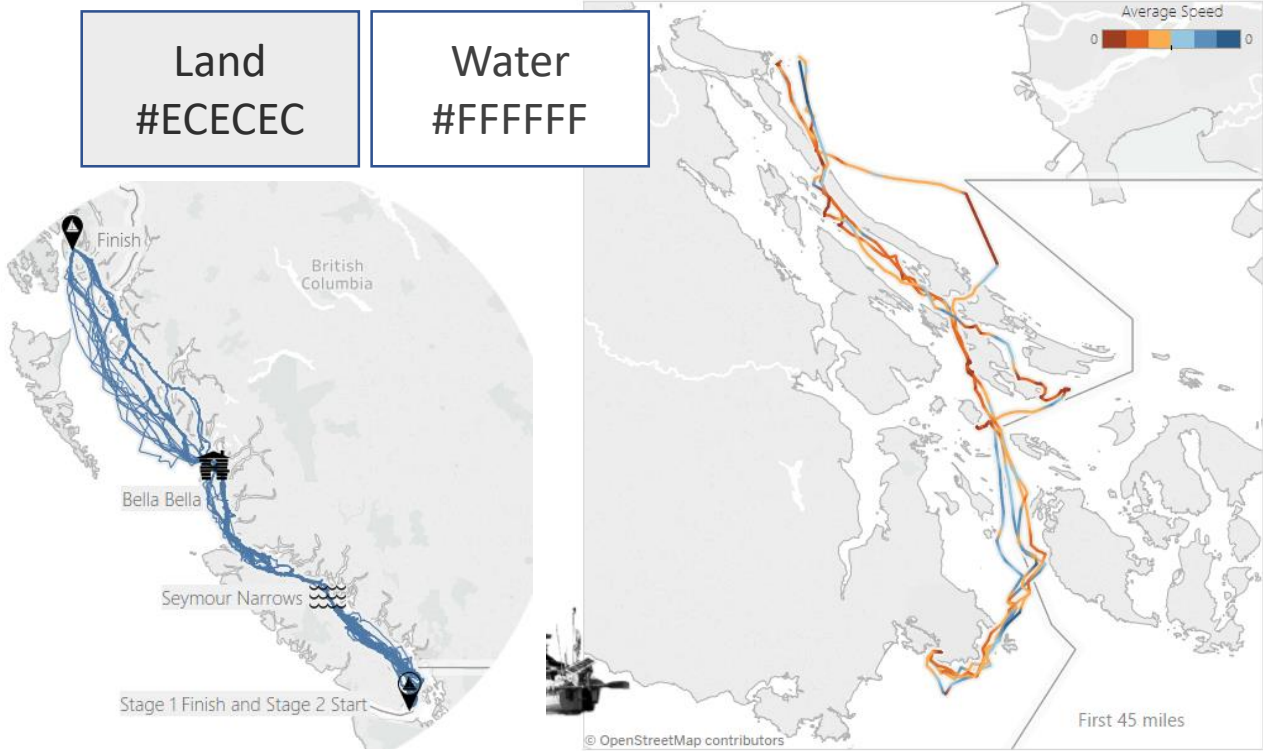 Land
#ECECEC
Water
#FFFFFF
Finish
British
Columbia
Bella Bella
Seymour Narrows
Stage 1 Finish and Stage 2 Start
Average Speed
0 0
First 45 miles
© OpenStreetMap contributors